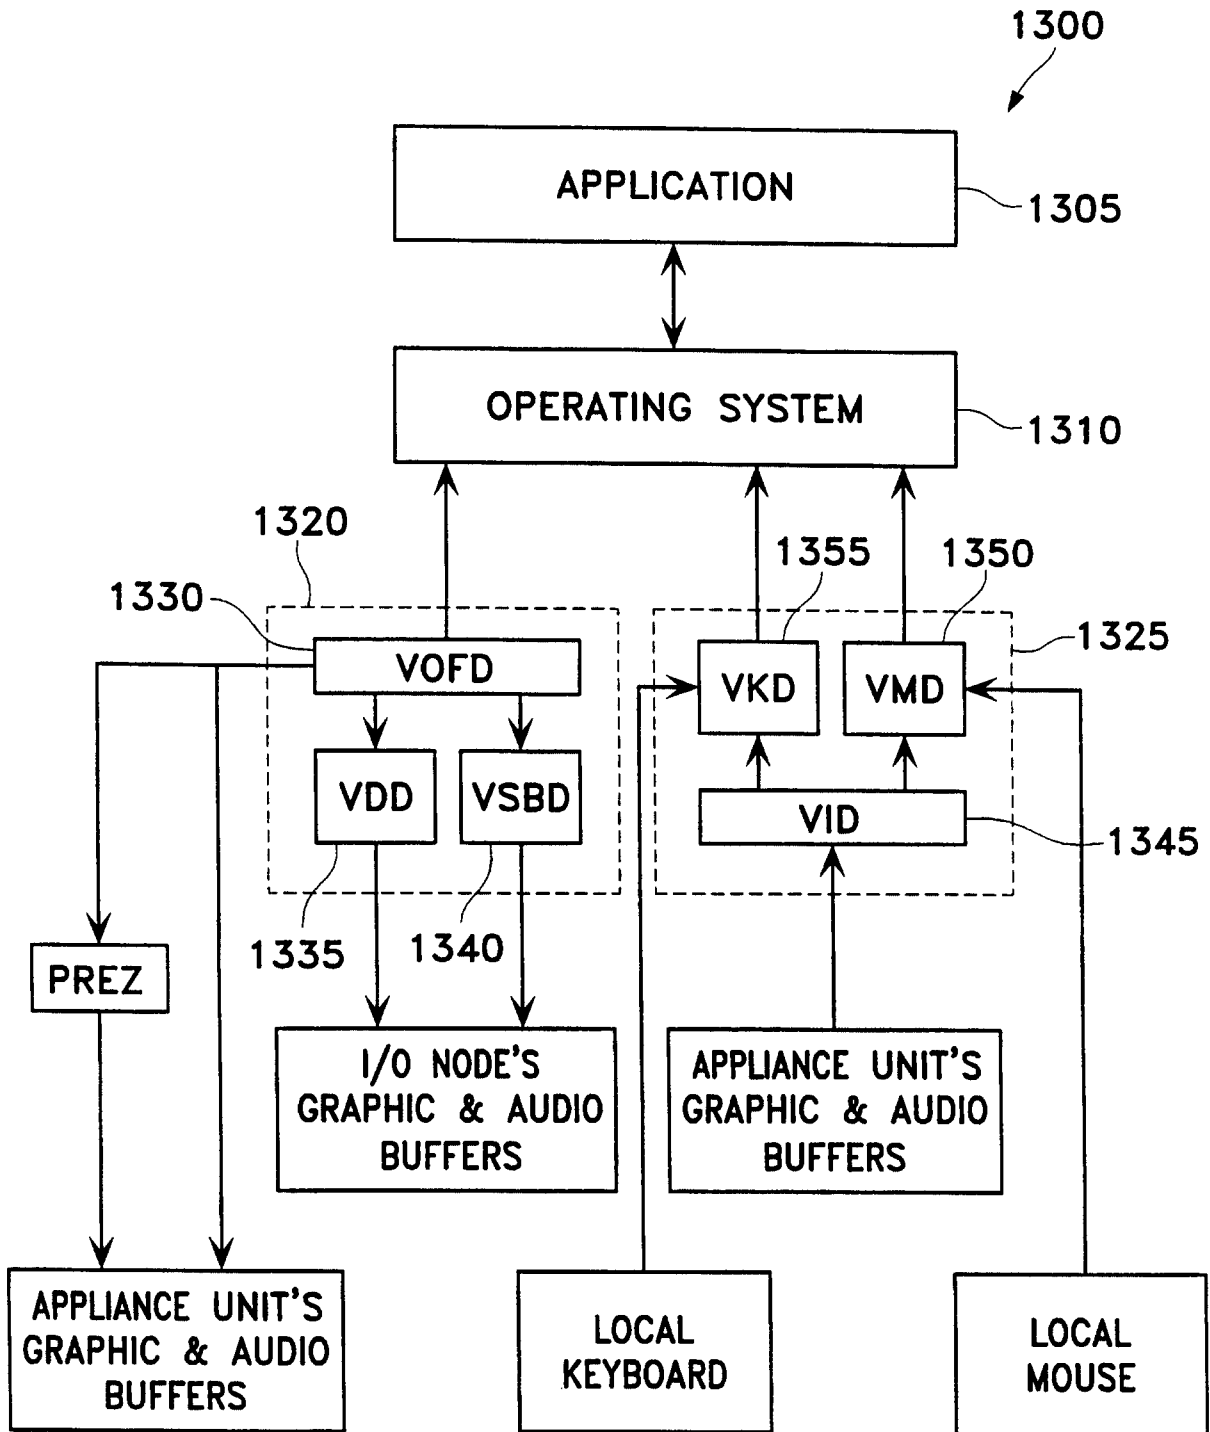 1300
APPLICATION
1305
OPERATING SYSTEM
1310
1320
1355
1350
1330
1325
VOFD
VKD
VMD
VDD
VSBD
VID
1345
1335
1340
PREZ
I/O NODE'S
GRAPHIC & AUDIO
BUFFERS
APPLIANCE UNIT'S
GRAPHIC & AUDIO
BUFFERS
APPLIANCE UNIT'S
GRAPHIC & AUDIO
BUFFERS
LOCAL
KEYBOARD
LOCAL
MOUSE